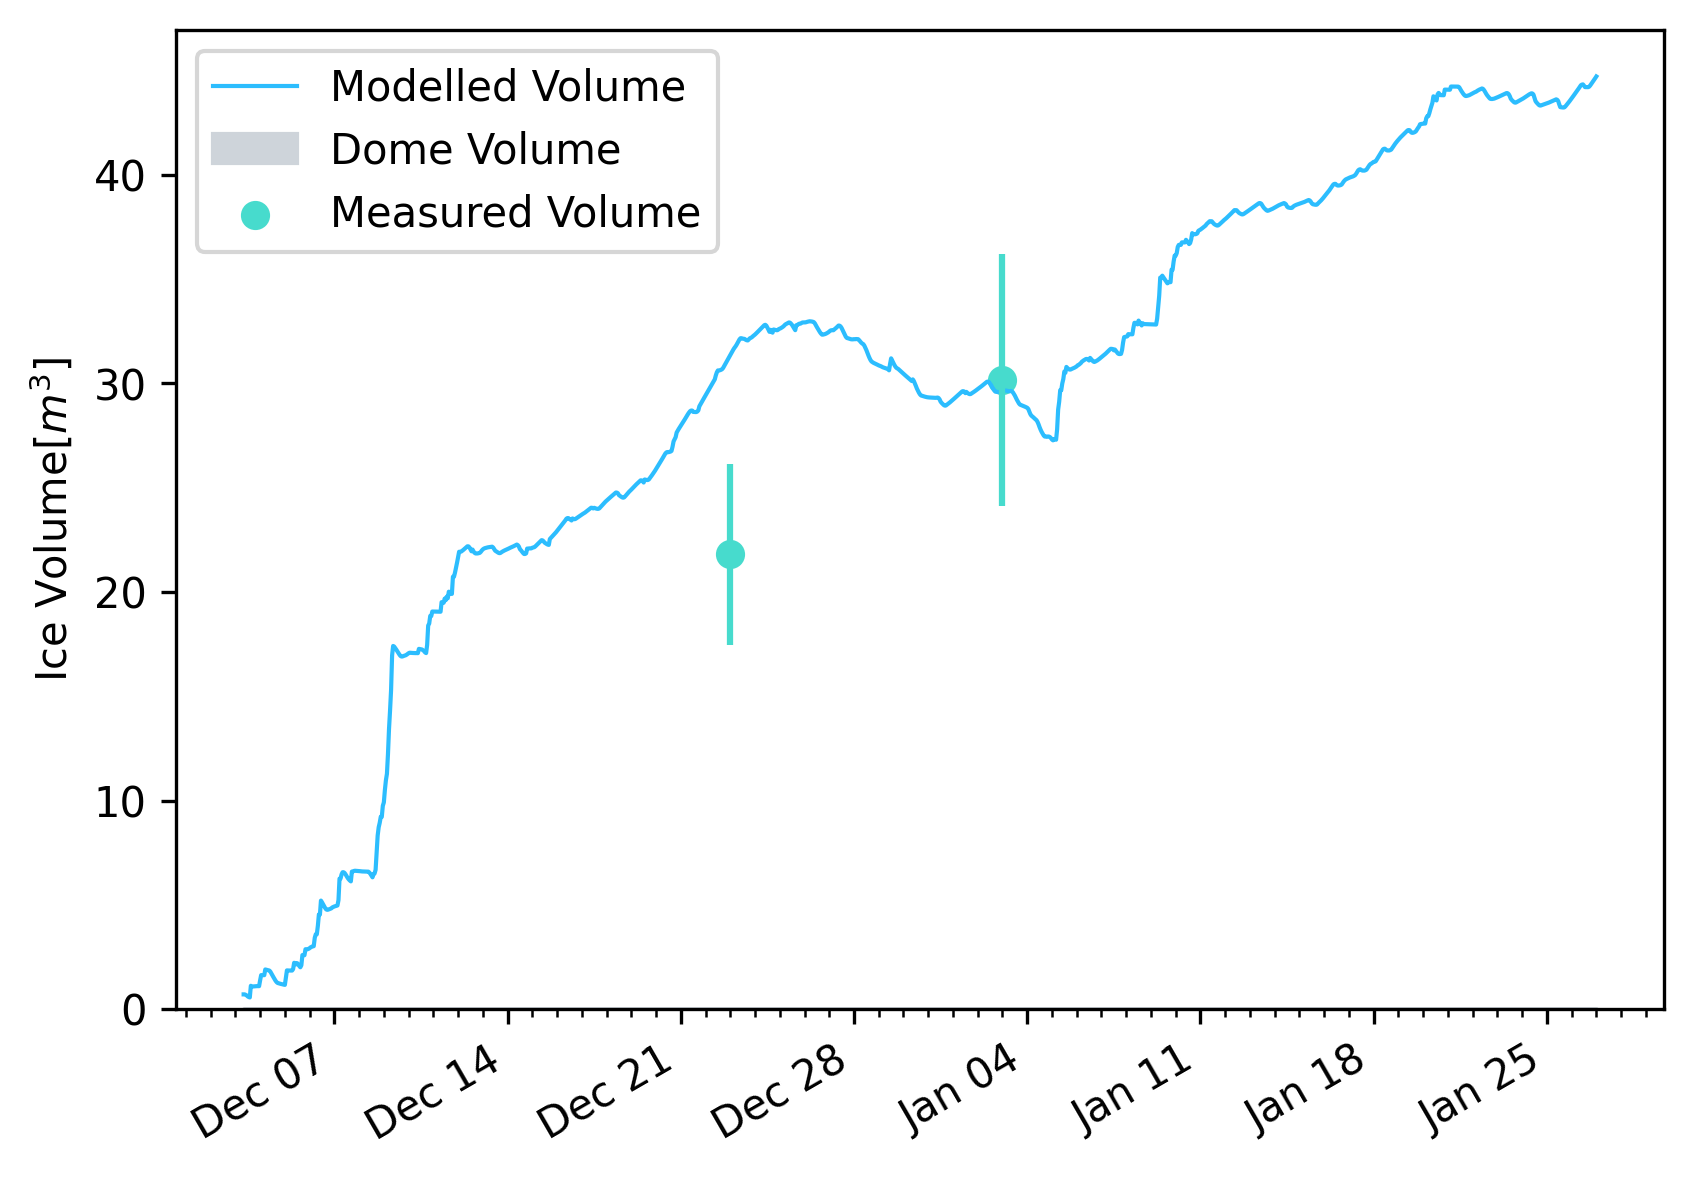 Modelled Volume
Dome Volume
Measured Volume
Ice Volume[m³]
40
30
20
10
0
Dec 07
Dec 14
Dec 21
Dec 28
Jan 04
Jan 11
Jan 18
Jan 25